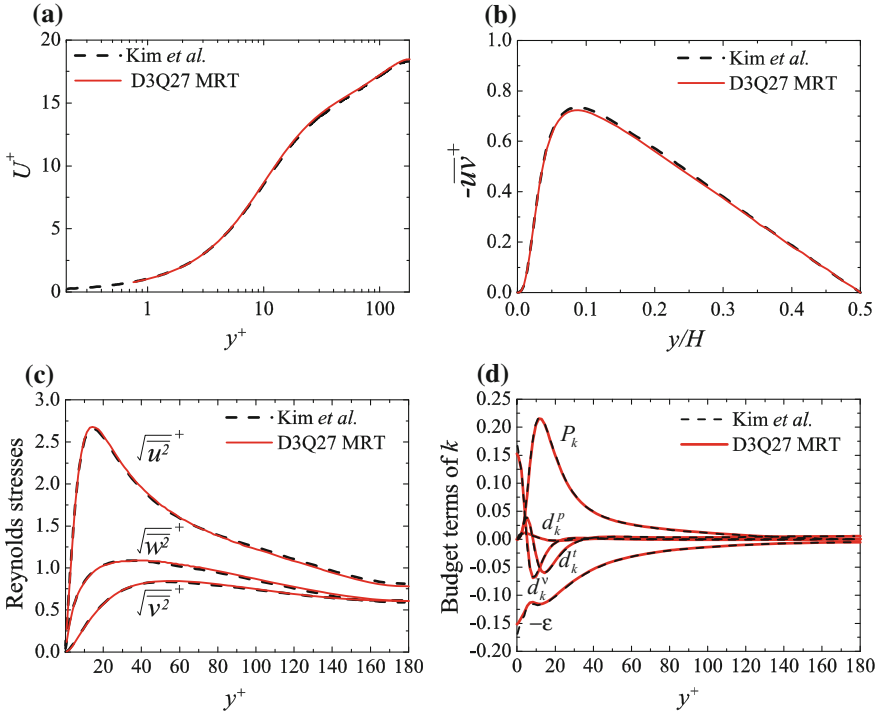 (a)
20
15
10
5
0
U⁺
Kim et al.
D3Q27 MRT
1 10 100
y⁺
(b)
1.0
0.8
0.6
0.4
0.2
0.0
-u̅v̅⁺
Kim et al.
D3Q27 MRT
0.0 0.1 0.2 0.3 0.4 0.5
y/H
(c)
3.0
2.5
2.0
1.5
1.0
0.5
0.0
Reynolds stresses
Kim et al.
D3Q27 MRT
√u̅²⁺
√w̅²⁺
√v̅²⁺
0 20 40 60 80 100 120 140 160 180
y⁺
(d)
0.25
0.20
0.15
0.10
0.05
0.00
-0.05
-0.10
-0.15
-0.20
Budget terms of k
Kim et al.
D3Q27 MRT
Pₖ
dₖᵖ
dₖᵗ
dₖᵛ
-ε
0 20 40 60 80 100 120 140 160 180
y⁺